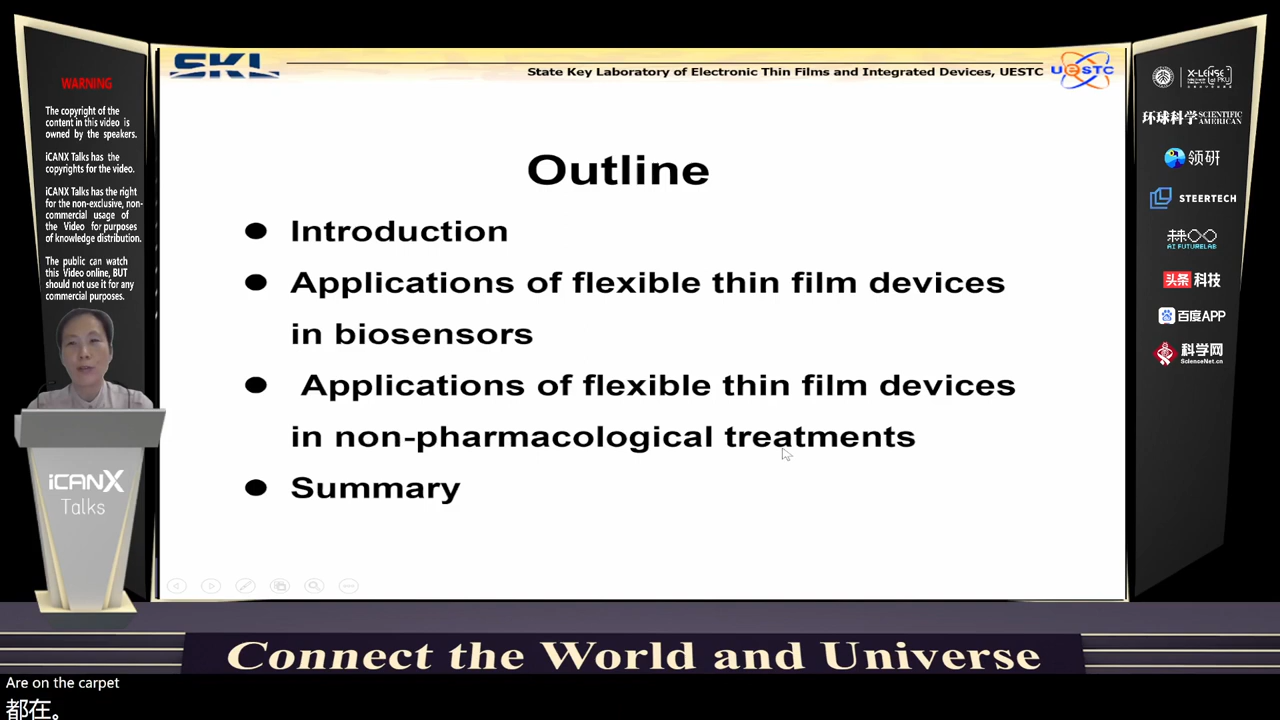 WARNING
The copyright of the
content in this video is
owned by the speakers.
iCANX Talks has the
copyrights for the video.
iCANX Talks has the right
for the non-exclusive, non-
commercial usage of
the Video for purposes
of knowledge distribution.
The public can watch
this Video online, BUT
should not use it for any
commercial purposes.
iCANX
Talks
SKL
State Key Laboratory of Electronic Thin Films and Integrated Devices, UESTC
UESTC
Outline
● Introduction
● Applications of flexible thin film devices
in biosensors
● Applications of flexible thin film devices
in non-pharmacological treatments
● Summary
X-LENSE
环球科学 SCIENTIFIC AMERICAN
领研
STEERTECH
AI FUTURELAB
头条 科技
百度APP
科学网
ScienceNet.cn
Connect the World and Universe
Are on the carpet
都在。